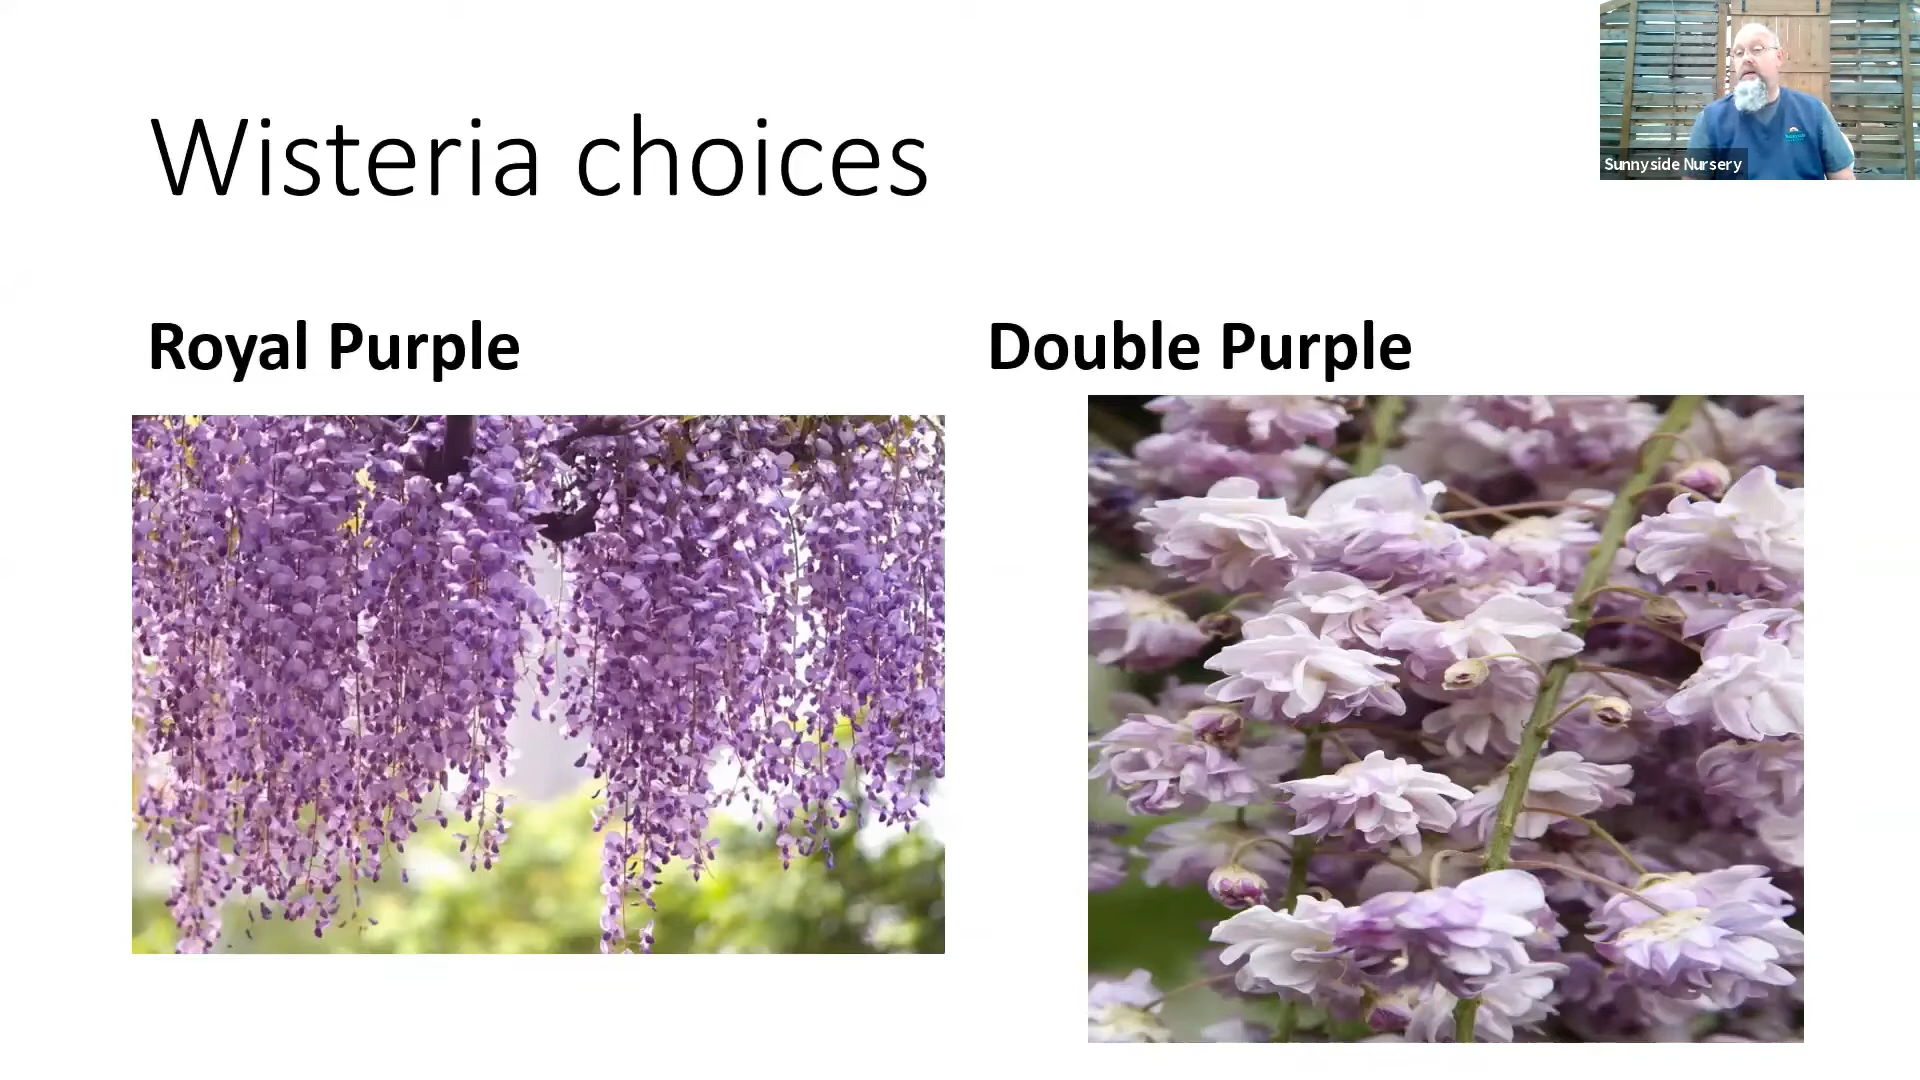 Wisteria choices
Sunnyside Nursery
Royal Purple
Double Purple